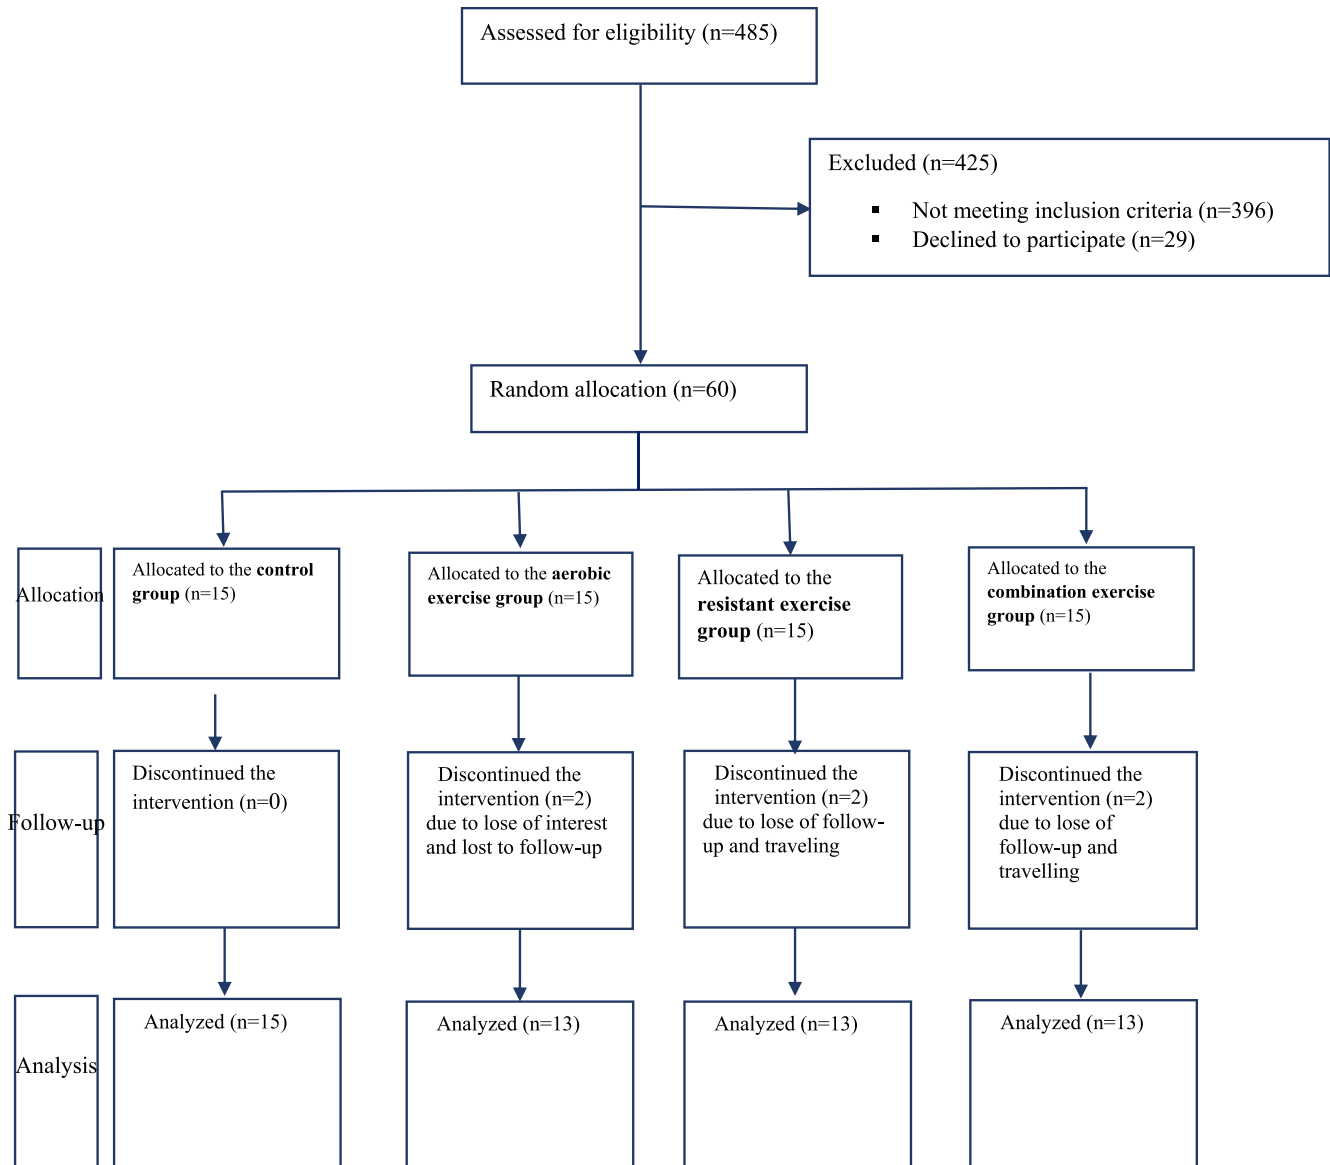 Assessed for eligibility (n=485)
Excluded (n=425)
▪ Not meeting inclusion criteria (n=396)
▪ Declined to participate (n=29)
Random allocation (n=60)
Allocation
Allocated to the control
group (n=15)
Allocated to the aerobic
exercise group (n=15)
Allocated to the
resistant exercise
group (n=15)
Allocated to the
combination exercise
group (n=15)
Follow-up
Discontinued the
intervention (n=0)
Discontinued the
intervention (n=2)
due to lose of interest
and lost to follow-up
Discontinued the
intervention (n=2)
due to lose of follow-
up and traveling
Discontinued the
intervention (n=2)
due to lose of
follow-up and
travelling
Analysis
Analyzed (n=15)
Analyzed (n=13)
Analyzed (n=13)
Analyzed (n=13)